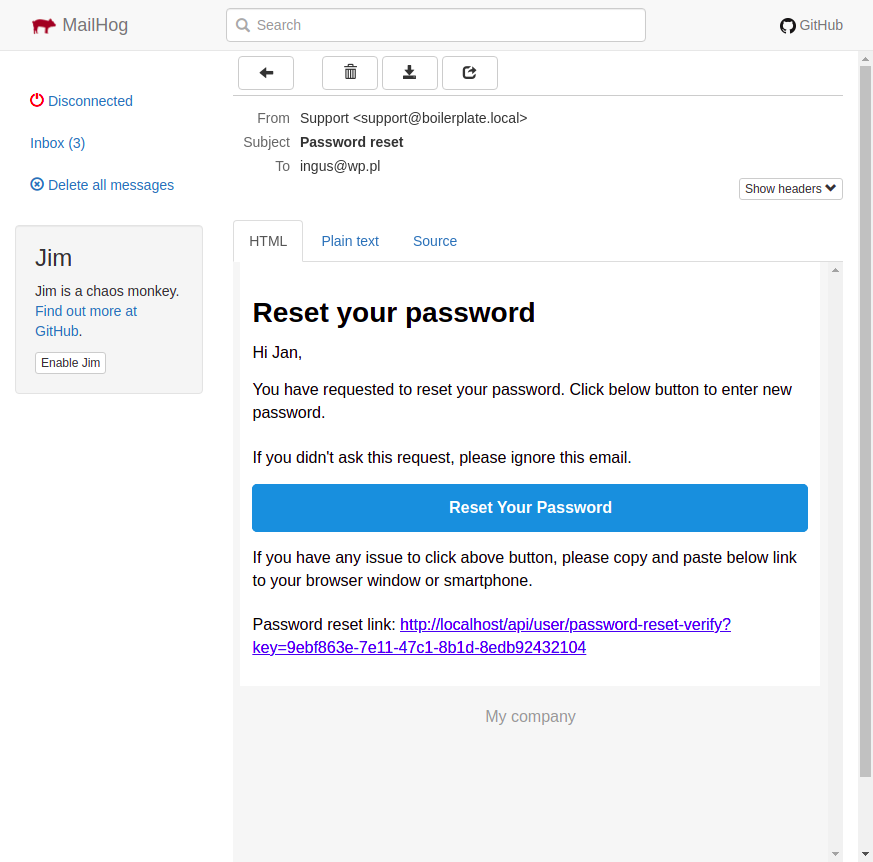 MailHog
Search
GitHub
Disconnected
Inbox (3)
Delete all messages
Jim
Jim is a chaos monkey.
Find out more at
GitHub.
Enable Jim
From Support <support@boilerplate.local>
Subject Password reset
To ingus@wp.pl
Show headers
HTML Plain text Source
Reset your password
Hi Jan,
You have requested to reset your password. Click below button to enter new
password.
If you didn't ask this request, please ignore this email.
Reset Your Password
If you have any issue to click above button, please copy and paste below link
to your browser window or smartphone.
Password reset link: http://localhost/api/user/password-reset-verify?
key=9ebf863e-7e11-47c1-8b1d-8edb92432104
My company